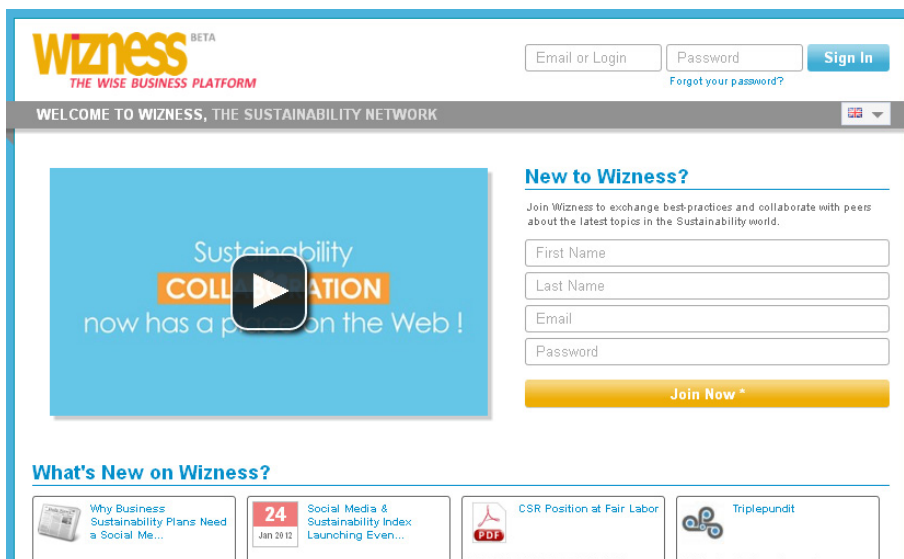 Wizness BETA
THE WISE BUSINESS PLATFORM
Email or Login
Password
Sign In
Forgot your password?
WELCOME TO WIZNESS, THE SUSTAINABILITY NETWORK
Sustainability
COLLABORATION
now has a place on the Web !
New to Wizness?
Join Wizness to exchange best-practices and collaborate with peers
about the latest topics in the Sustainability world.
First Name
Last Name
Email
Password
Join Now *
What's New on Wizness?
Why Business
Sustainability Plans Need
a Social Me...
24
Jan 2012
Social Media &
Sustainability Index
Launching Even...
PDF
CSR Position at Fair Labor
Triplepundit